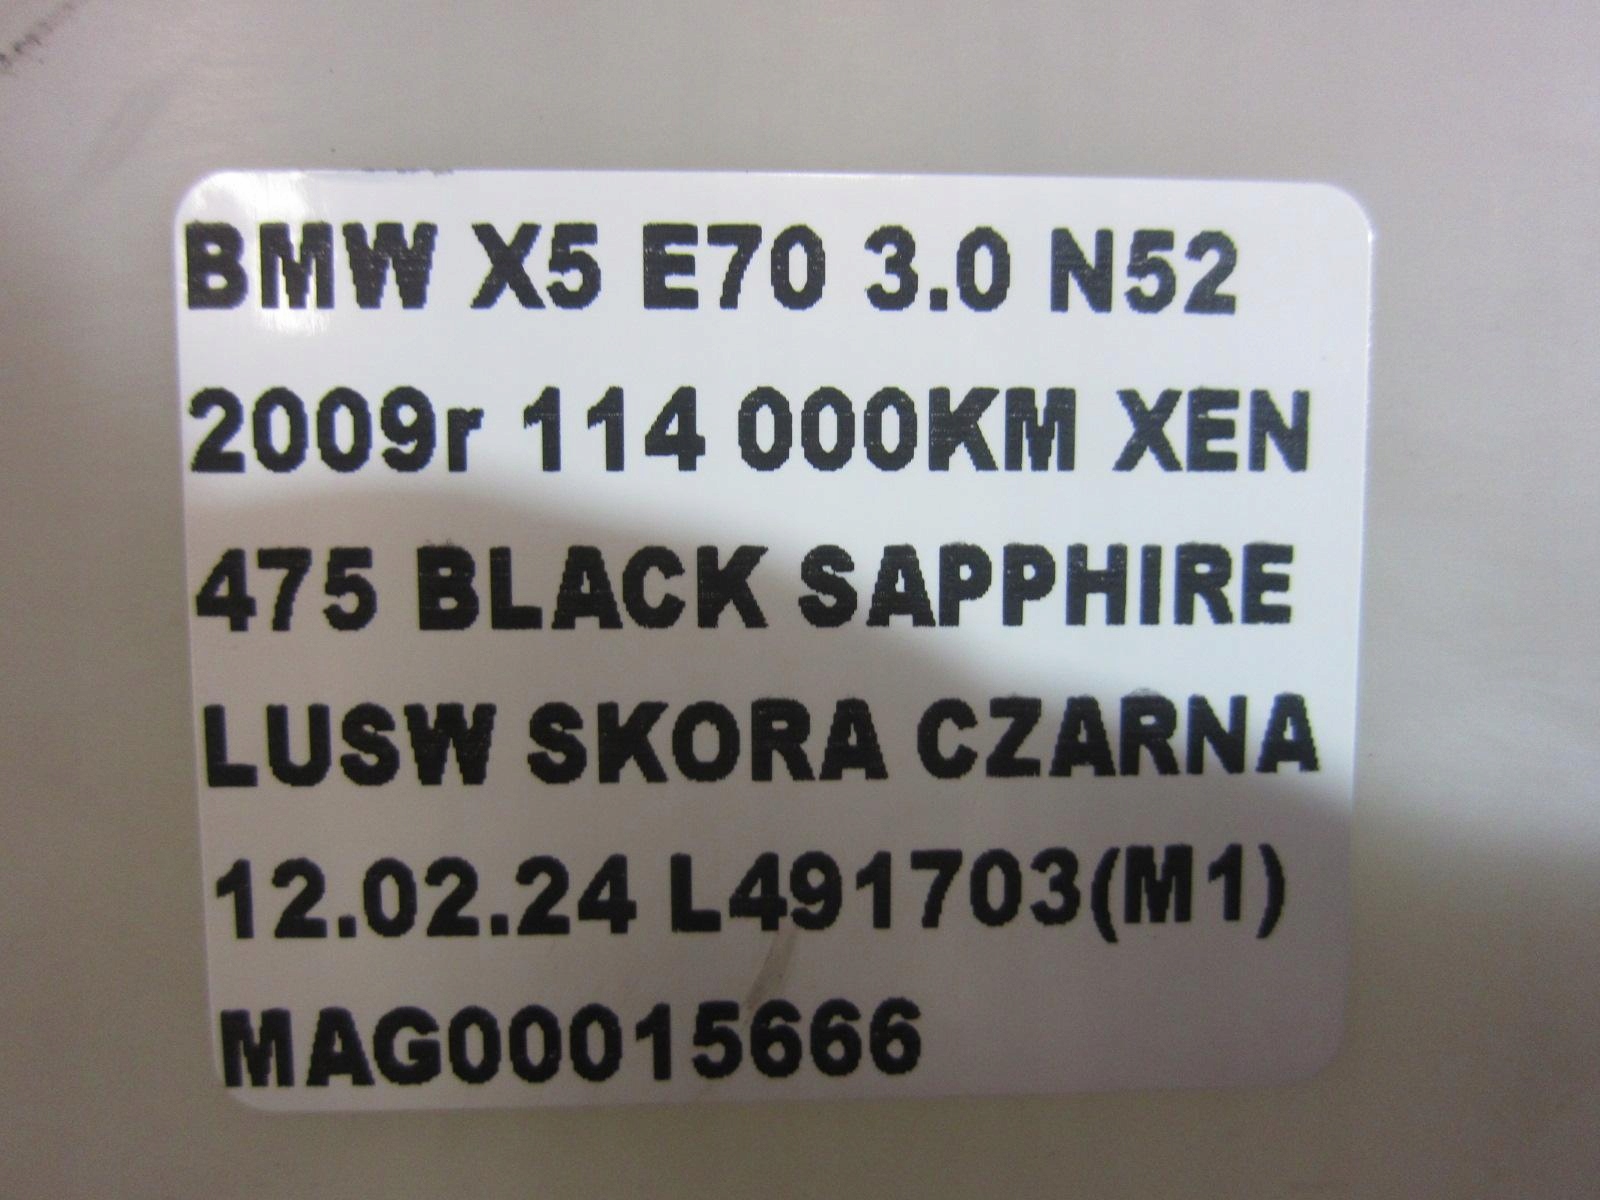 BMW X5 E70 3.0 N52
2009r 114 000KM XEN
475 BLACK SAPPHIRE
LUSW SKORA CZARNA
12.02.24 L491703(M1)
MAG00015666